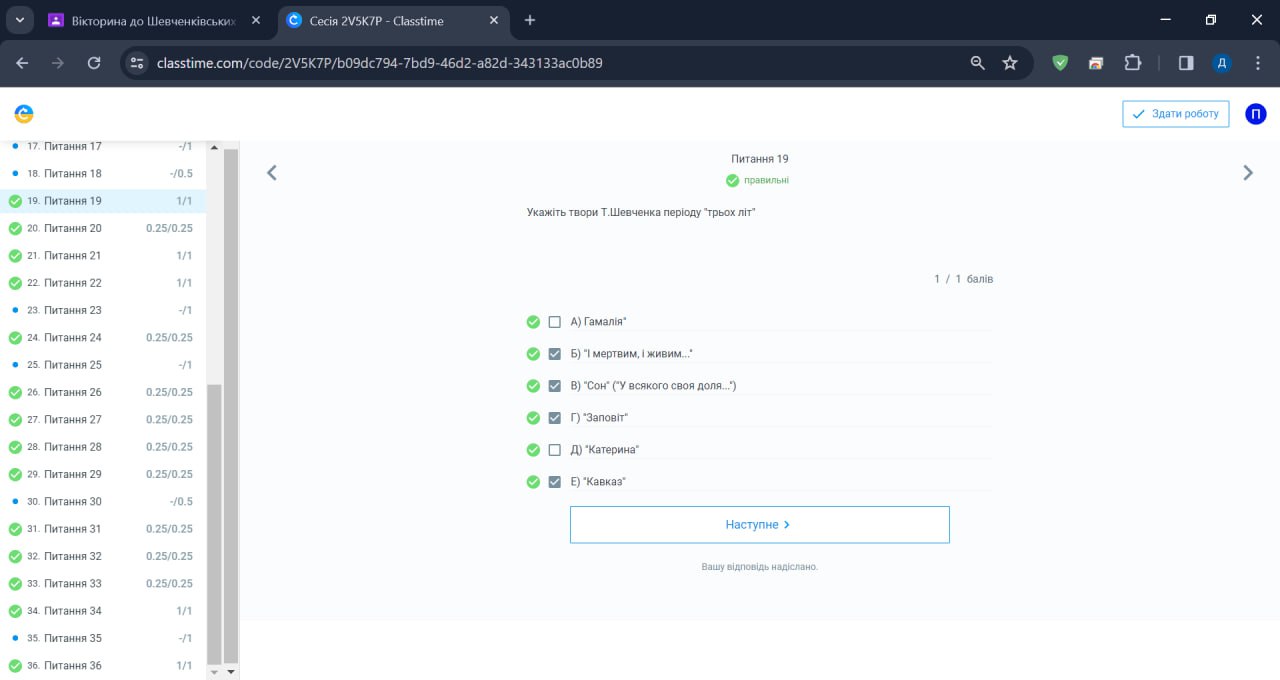 Вікторина до Шевченківських
Сесія 2V5K7P - Classtime
classtime.com/code/2V5K7P/b09dc794-7bd9-46d2-a82d-343133ac0b89
Д
Здати роботу
П
17. Питання 17 -/1
18. Питання 18 -/0.5
19. Питання 19 1/1
20. Питання 20 0.25/0.25
21. Питання 21 1/1
22. Питання 22 1/1
23. Питання 23 -/1
24. Питання 24 0.25/0.25
25. Питання 25 -/1
26. Питання 26 0.25/0.25
27. Питання 27 0.25/0.25
28. Питання 28 0.25/0.25
29. Питання 29 0.25/0.25
30. Питання 30 -/0.5
31. Питання 31 0.25/0.25
32. Питання 32 0.25/0.25
33. Питання 33 0.25/0.25
34. Питання 34 1/1
35. Питання 35 -/1
36. Питання 36 1/1
Питання 19
правильні
Укажіть твори Т.Шевченка періоду "трьох літ"
1 / 1 балів
А) Гамалія"
Б) "І мертвим, і живим..."
В) "Сон" ("У всякого своя доля...")
Г) "Заповіт"
Д) "Катерина"
Е) "Кавказ"
Наступне
Вашу відповідь надіслано.